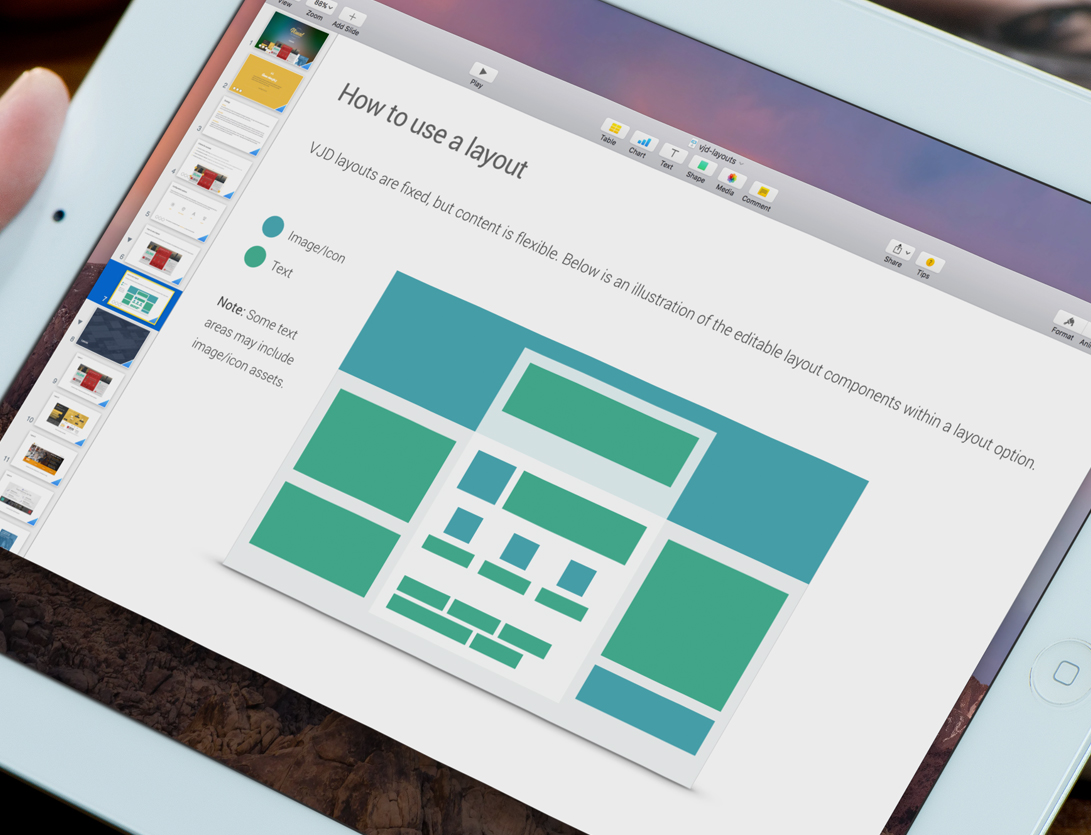 View
Zoom
Add Slide
88%
Play
vjd-layouts
Table
Chart
Text
Shape
Media
Comment
Share
Tips
Format
1
2
3
4
5
6
7
8
9
10
11
How to use a layout
VJD layouts are fixed, but content is flexible. Below is an illustration of the editable layout components within a layout option.
Image/Icon
Text
Note: Some text
areas may include
image/icon assets.